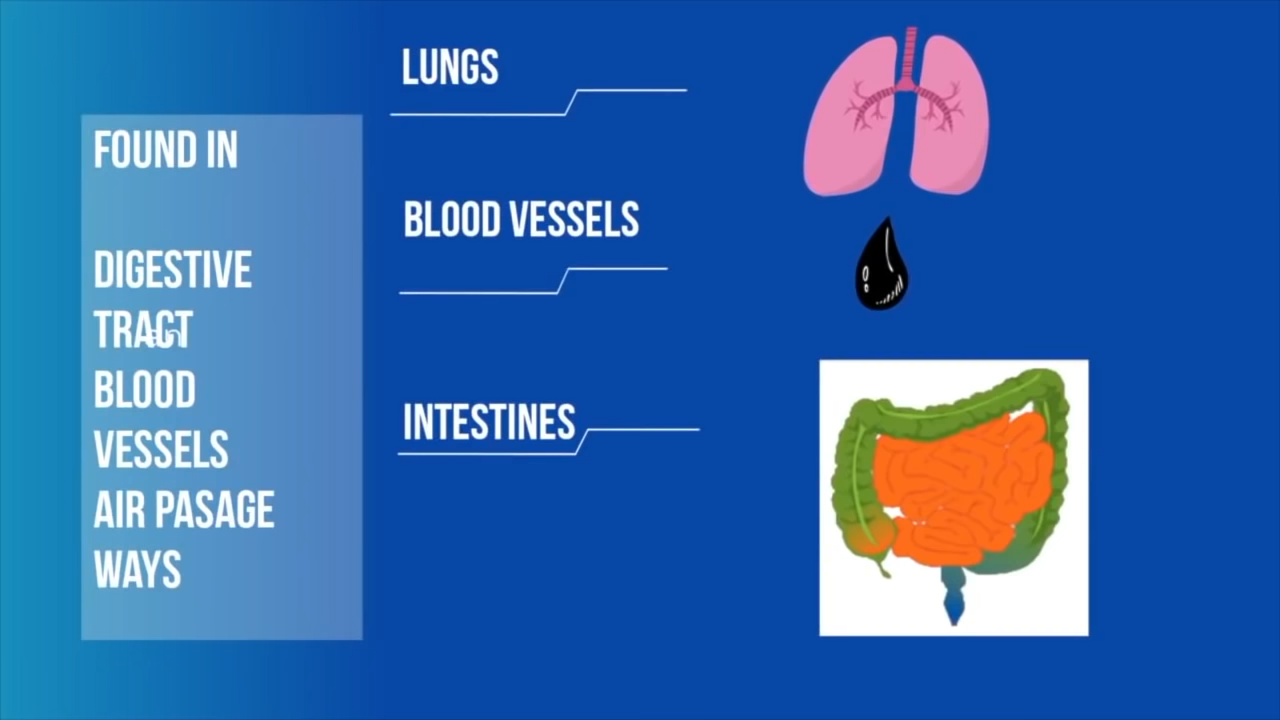 FOUND IN
DIGESTIVE
TRACT
BLOOD
VESSELS
AIR PASAGE
WAYS
LUNGS
BLOOD VESSELS
INTESTINES